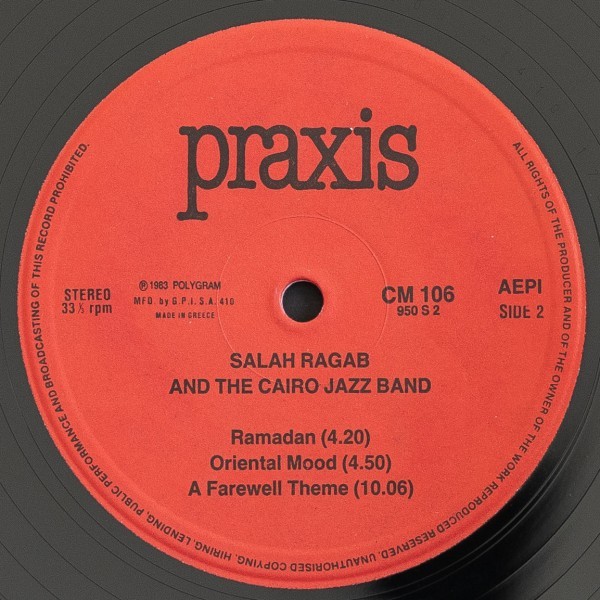 praxis
ALL RIGHTS OF THE PRODUCER AND OF THE OWNER OF THE WORK REPRODUCED RESERVED. UNAUTHORISED COPYING, HIRING, LENDING, PUBLIC PERFORMANCE AND BROADCASTING OF THIS RECORD PROHIBITED.
STEREO
33⅓ rpm
℗ 1983 POLYGRAM
MFD. by G.P.I.S.A. 410
MADE IN GREECE
CM 106
950 S 2
AEPI
SIDE 2
SALAH RAGAB
AND THE CAIRO JAZZ BAND
Ramadan (4.20)
Oriental Mood (4.50)
A Farewell Theme (10.06)